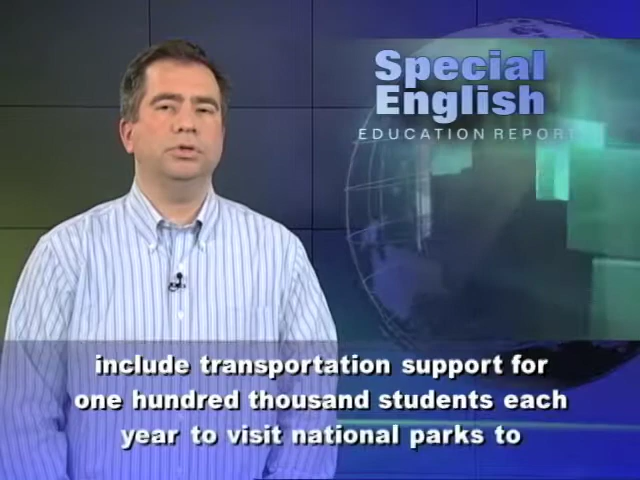 Special
English
EDUCATION REPORT
include transportation support for
one hundred thousand students each
year to visit national parks to